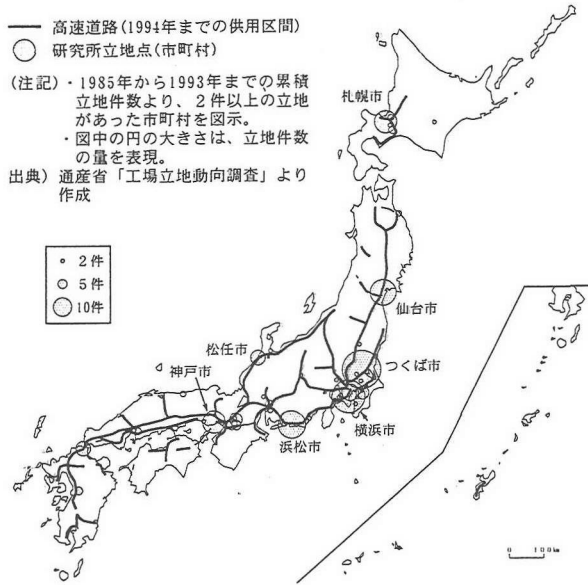 高速道路(1994年までの供用区間)
研究所立地点(市町村)
(注記)・1985年から1993年までの累積
立地件数より、2件以上の立地
があった市町村を図示。
・図中の円の大きさは、立地件数
の量を表現。
出典) 通産省「工場立地動向調査」より
作成
2件
5件
10件
札幌市
仙台市
松任市
つくば市
神戸市
横浜市
浜松市
0 100km